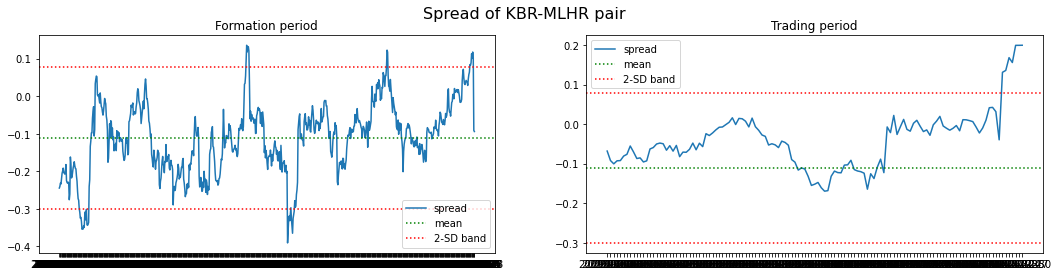 Spread of KBR-MLHR pair
Formation period
0.1
0.0
−0.1
−0.2
−0.3
−0.4
spread
mean
2-SD band
Trading period
0.2
0.1
0.0
−0.1
−0.2
−0.3
spread
mean
2-SD band